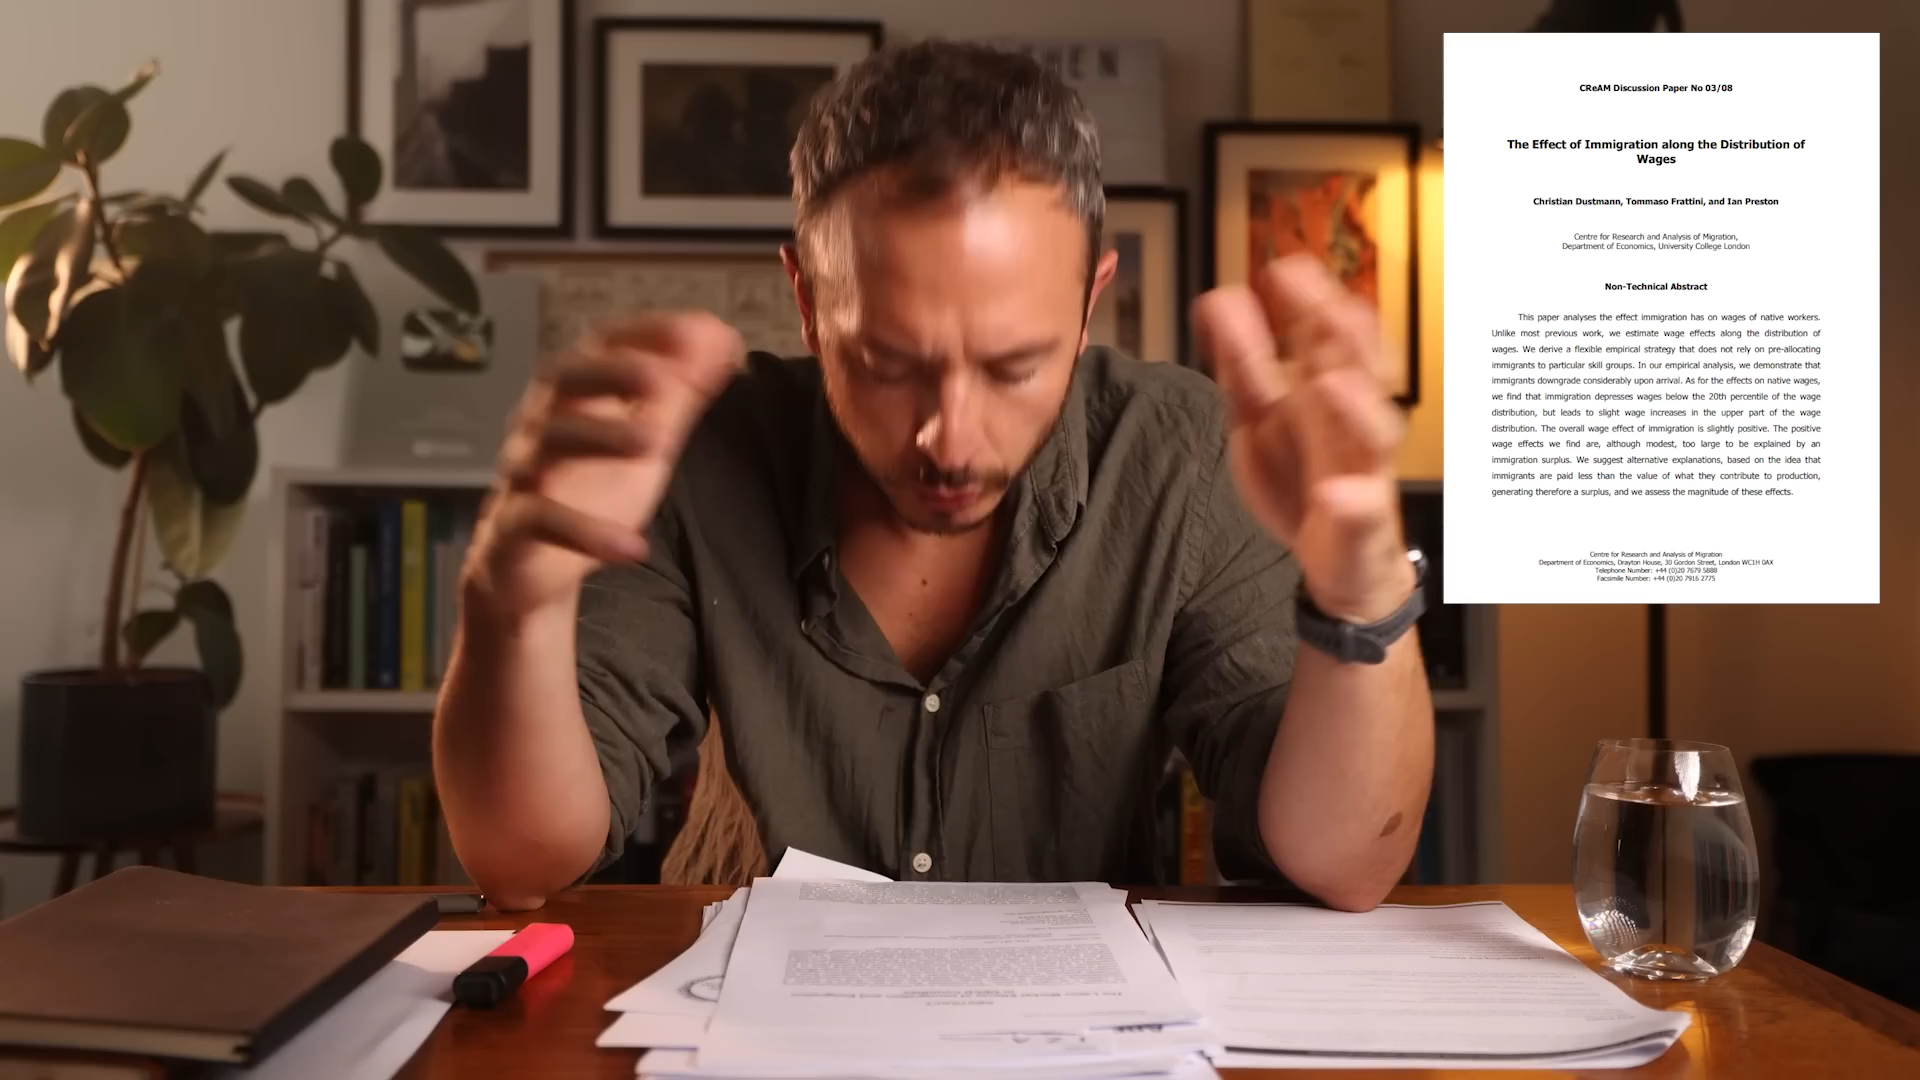 CReAM Discussion Paper No 03/08
The Effect of Immigration along the Distribution of
Wages
Christian Dustmann, Tommaso Frattini, and Ian Preston
Centre for Research and Analysis of Migration,
Department of Economics, University College London
Non-Technical Abstract
This paper analyses the effect immigration has on wages of native workers.
Unlike most previous work, we estimate wage effects along the distribution of
wages. We derive a flexible empirical strategy that does not rely on pre-allocating
immigrants to particular skill groups. In our empirical analysis, we demonstrate that
immigrants downgrade considerably upon arrival. As for the effects on native wages,
we find that immigration depresses wages below the 20th percentile of the wage
distribution, but leads to slight wage increases in the upper part of the wage
distribution. The overall wage effect of immigration is slightly positive. The positive
wage effects we find are, although modest, too large to be explained by an
immigration surplus. We suggest alternative explanations, based on the idea that
immigrants are paid less than the value of what they contribute to production,
generating therefore a surplus, and we assess the magnitude of these effects.
Centre for Research and Analysis of Migration
Department of Economics, Drayton House, 30 Gordon Street, London WC1H 0AX
Telephone Number: +44 (0)20 7679 5888
Facsimile Number: +44 (0)20 7916 2775